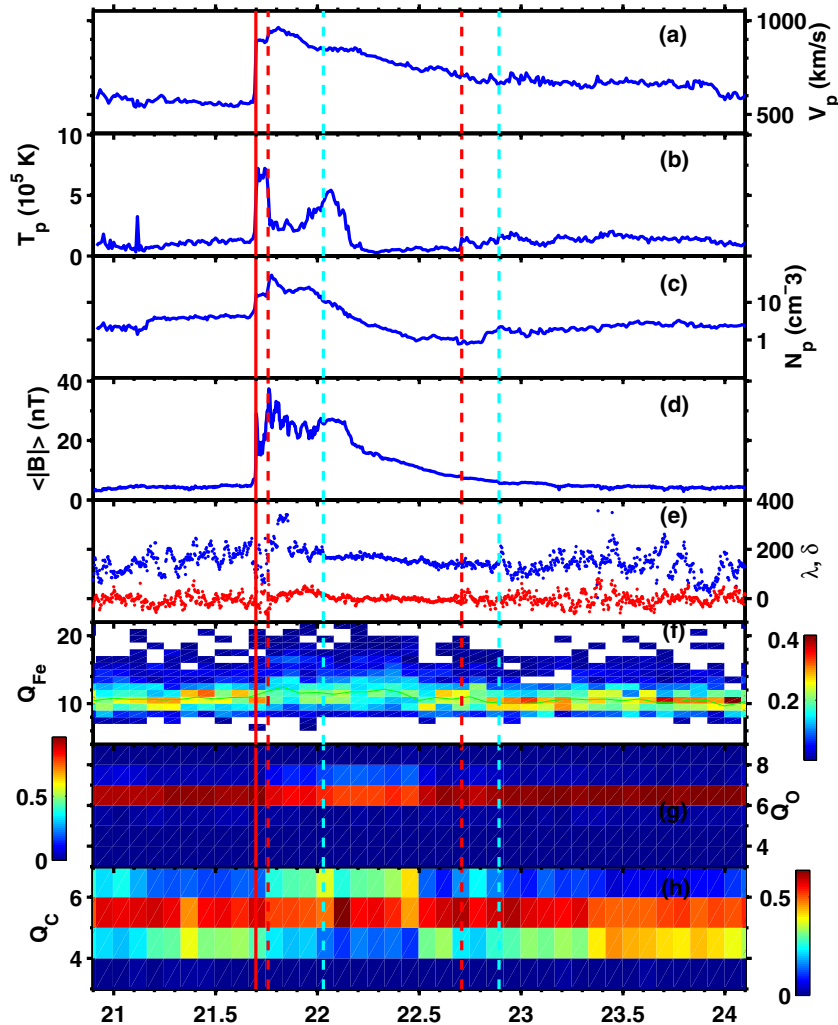 (a)
1000
500
V_p (km/s)
(b)
10
5
0
T_p (10^5 K)
(c)
10
1
N_p (cm^−3)
(d)
40
20
0
<|B|> (nT)
(e)
400
200
0
λ, δ
(f)
20
10
Q_Fe
0.4
0.2
(g)
8
6
4
Q_O
0.5
0
(h)
6
4
Q_C
0.5
0
21 21.5 22 22.5 23 23.5 24